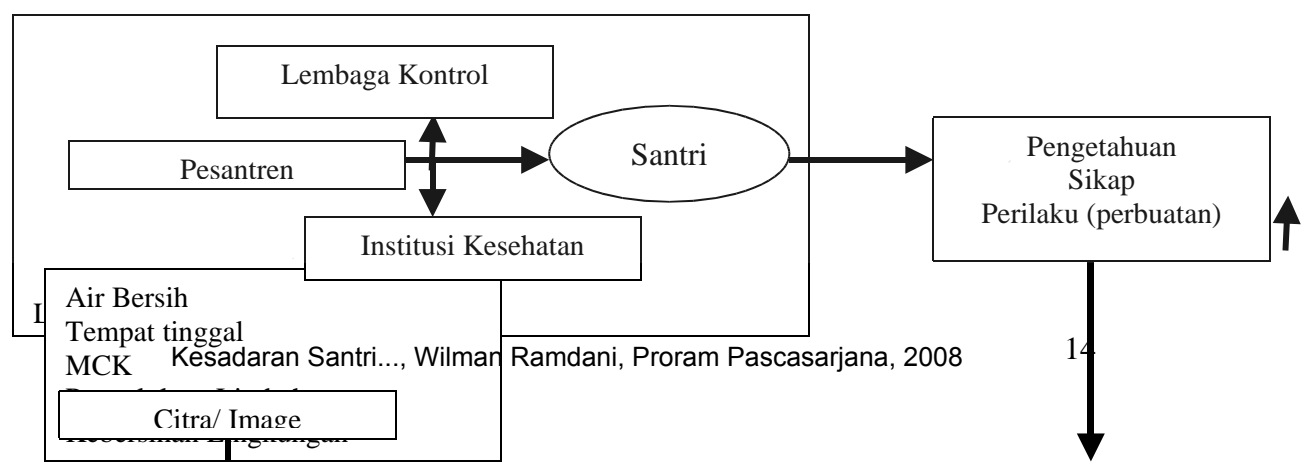 Lembaga Kontrol
Pesantren
Santri
Pengetahuan
Sikap
Perilaku (perbuatan)
Institusi Kesehatan
Air Bersih
L
Tempat tinggal
MCK
Kesadaran Santri..., Wilman Ramdani, Proram Pascasarjana, 2008
14
Citra/ Image
Lingkungan